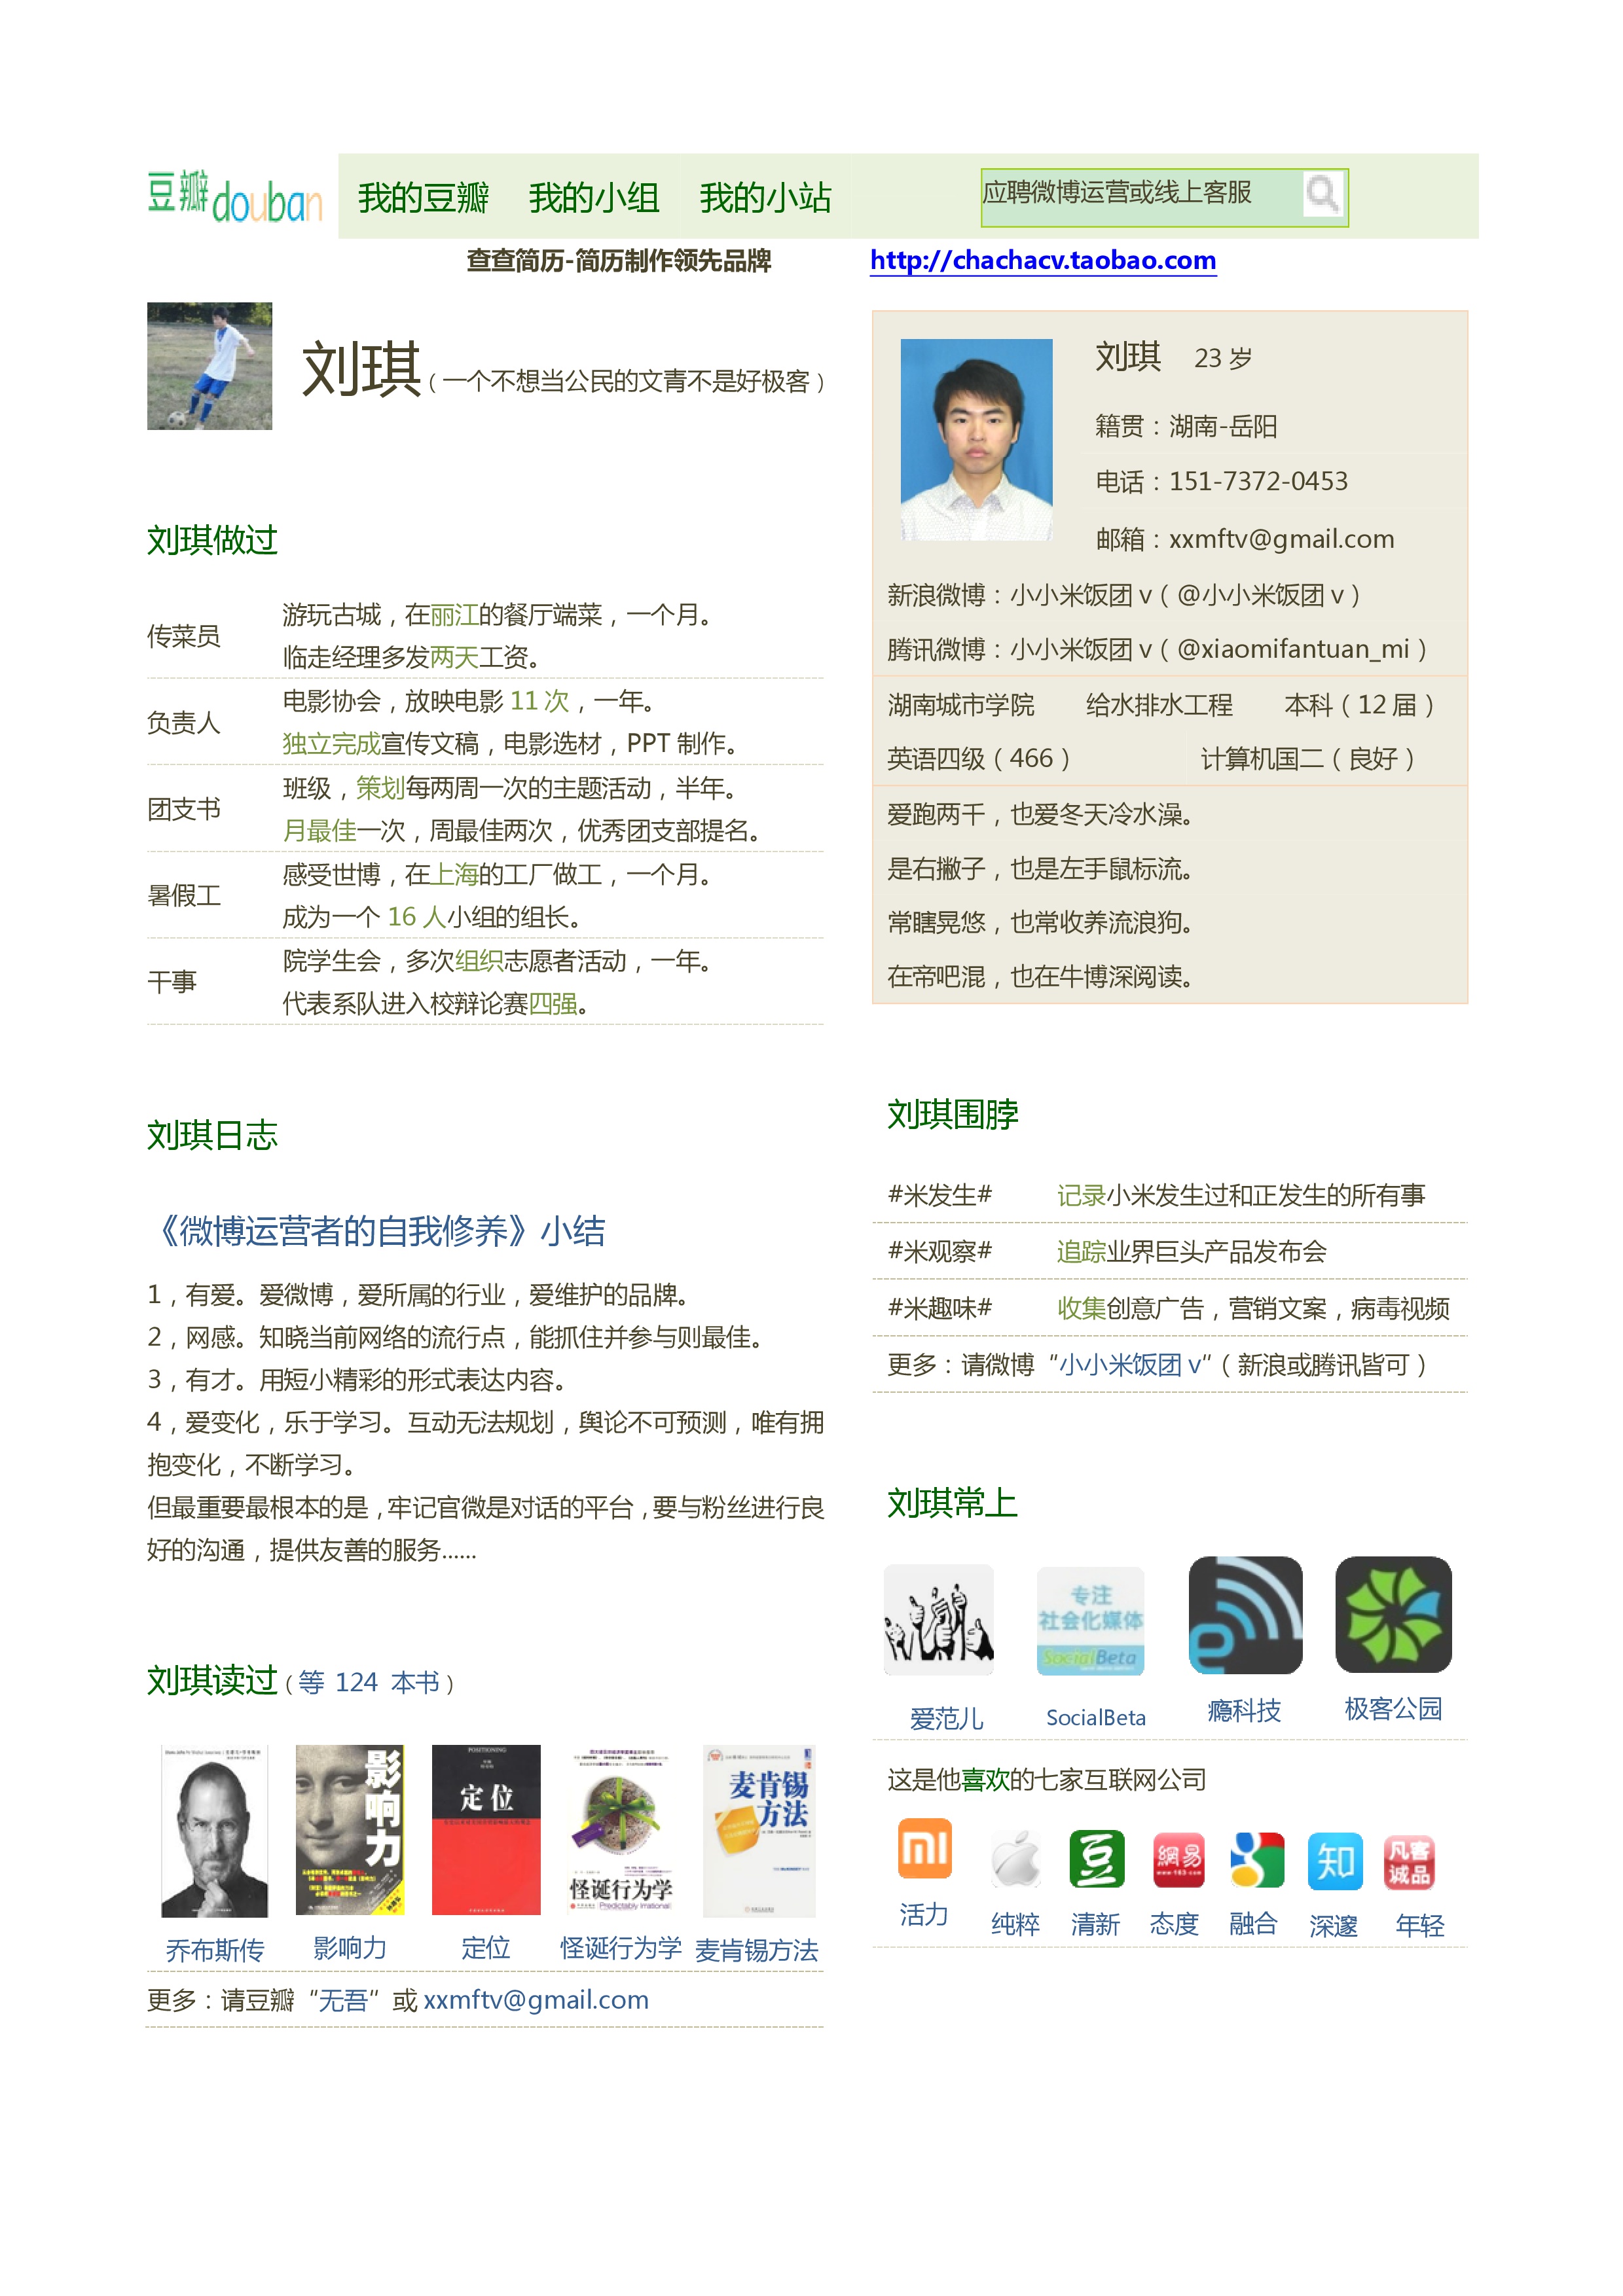 豆瓣douban
我的豆瓣 我的小组 我的小站
应聘微博运营或线上客服
查查简历-简历制作领先品牌 http://chachacv.taobao.com
刘琪（一个不想当公民的文青不是好极客）
刘琪做过
传菜员
游玩古城，在丽江的餐厅端菜，一个月。
临走经理多发两天工资。
负责人
电影协会，放映电影 11 次，一年。
独立完成宣传文稿，电影选材，PPT 制作。
团支书
班级，策划每两周一次的主题活动，半年。
月最佳一次，周最佳两次，优秀团支部提名。
暑假工
感受世博，在上海的工厂做工，一个月。
成为一个 16 人小组的组长。
干事
院学生会，多次组织志愿者活动，一年。
代表系队进入校辩论赛四强。
刘琪日志
《微博运营者的自我修养》小结
1，有爱。爱微博，爱所属的行业，爱维护的品牌。
2，网感。知晓当前网络的流行点，能抓住并参与则最佳。
3，有才。用短小精彩的形式表达内容。
4，爱变化，乐于学习。互动无法规划，舆论不可预测，唯有拥
抱变化，不断学习。
但最重要最根本的是，牢记官微是对话的平台，要与粉丝进行良
好的沟通，提供友善的服务......
刘琪读过（等 124 本书）
影响力
POSITIONING
定位
怪诞行为学
Predictably Irrational
麦肯锡
方法
乔布斯传 影响力 定位 怪诞行为学 麦肯锡方法
更多：请豆瓣“无吾”或 xxmftv@gmail.com
刘琪 23 岁
籍贯：湖南-岳阳
电话：151-7372-0453
邮箱：xxmftv@gmail.com
新浪微博：小小米饭团 v（@小小米饭团 v）
腾讯微博：小小米饭团 v（@xiaomifantuan_mi）
湖南城市学院 给水排水工程 本科（12 届）
英语四级（466） 计算机国二（良好）
爱跑两千，也爱冬天冷水澡。
是右撇子，也是左手鼠标流。
常瞎晃悠，也常收养流浪狗。
在帝吧混，也在牛博深阅读。
刘琪围脖
#米发生# 记录小米发生过和正发生的所有事
#米观察# 追踪业界巨头产品发布会
#米趣味# 收集创意广告，营销文案，病毒视频
更多：请微博“小小米饭团 v”（新浪或腾讯皆可）
刘琪常上
专注
社会化媒体
SocialBeta
爱范儿 SocialBeta 瘾科技 极客公园
这是他喜欢的七家互联网公司
豆 網易 知 凡客
www.163.com 诚品
活力 纯粹 清新 态度 融合 深邃 年轻